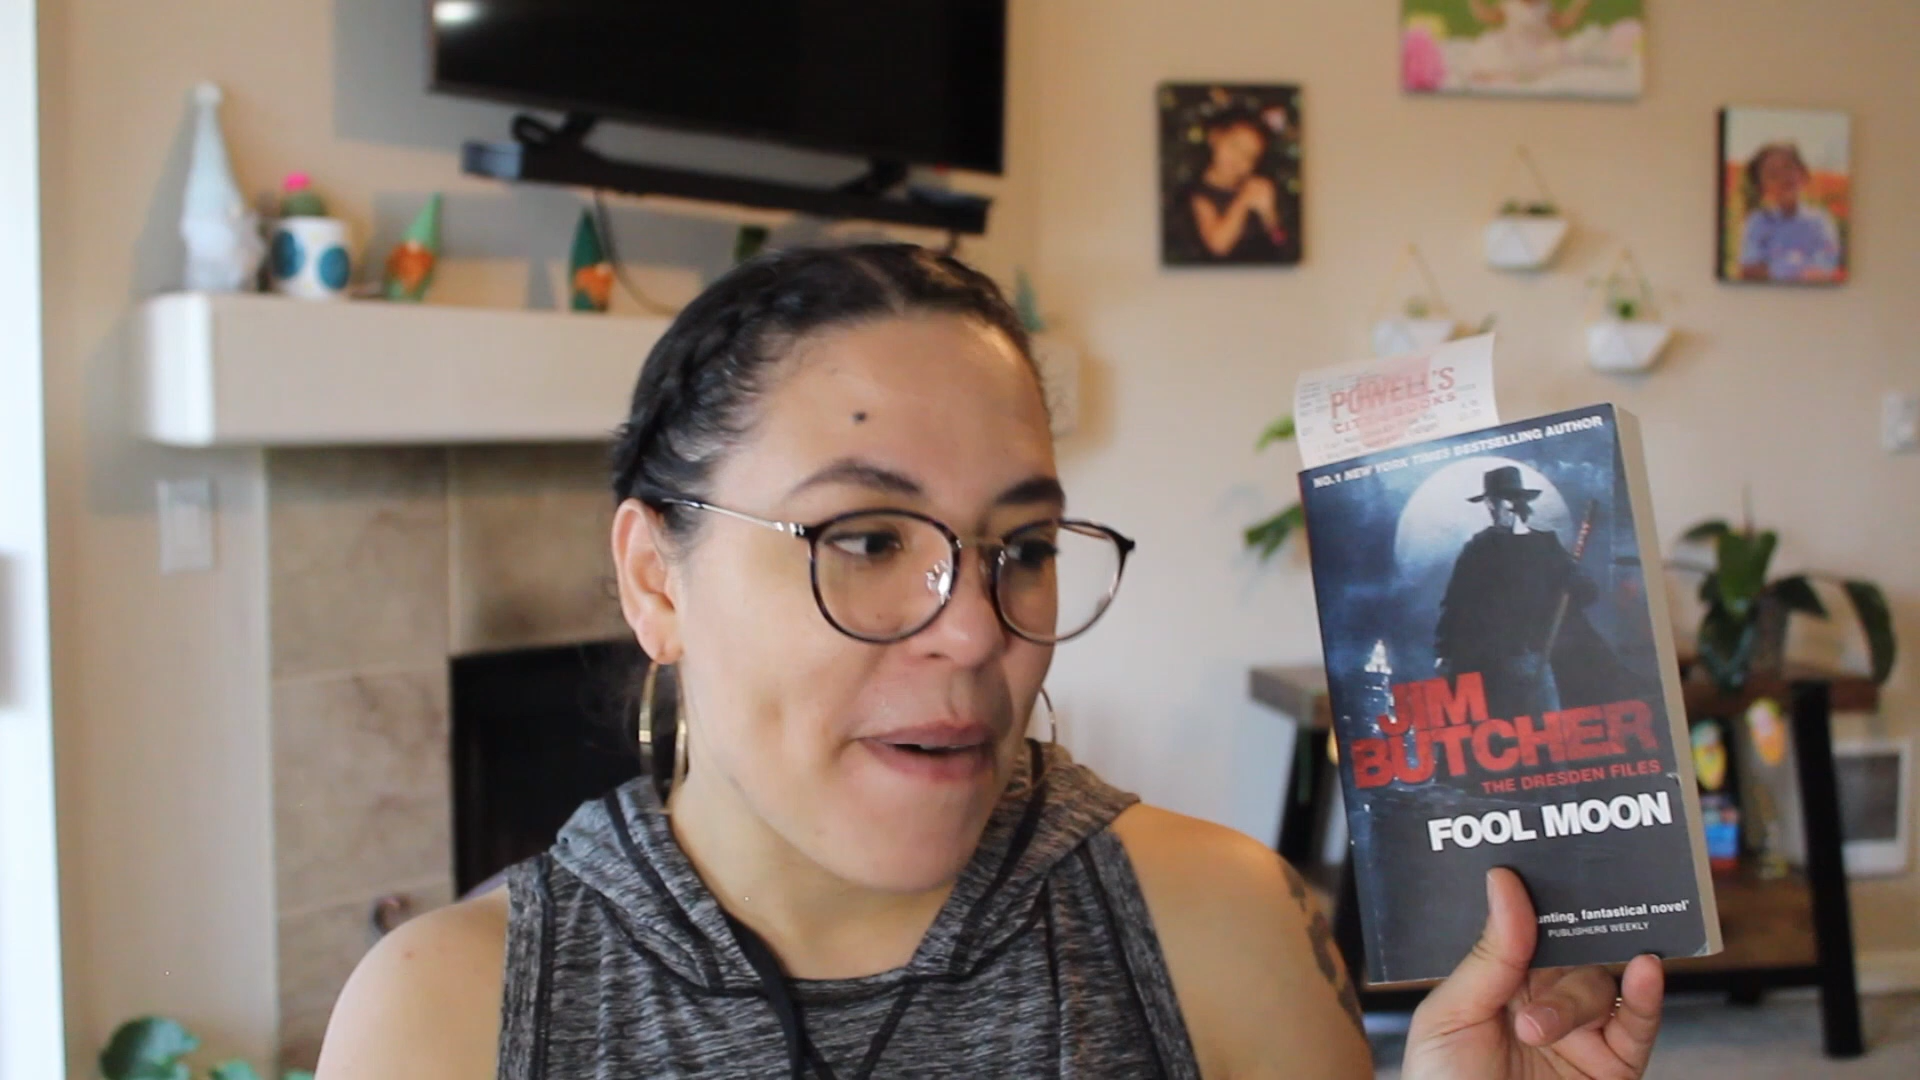 POWELL'S
CITY OF BOOKS
NO.1 NEW YORK TIMES BESTSELLING AUTHOR
JIM
BUTCHER
THE DRESDEN FILES
FOOL MOON
fantastical novel'
PUBLISHERS WEEKLY